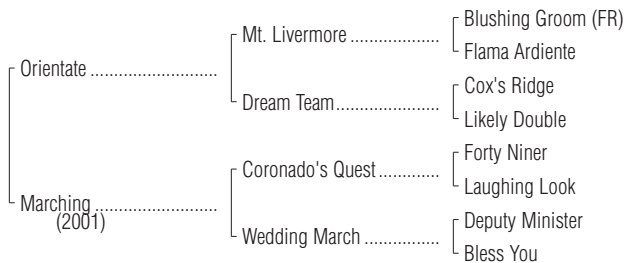 Blushing Groom (FR)
Mt. Livermore ..................
Flama Ardiente
Orientate .........................
Cox's Ridge
Dream Team.....................
Likely Double
Forty Niner
Coronado's Quest.............
Laughing Look
Marching ........................
(2001)
Deputy Minister
Wedding March ...............
Bless You